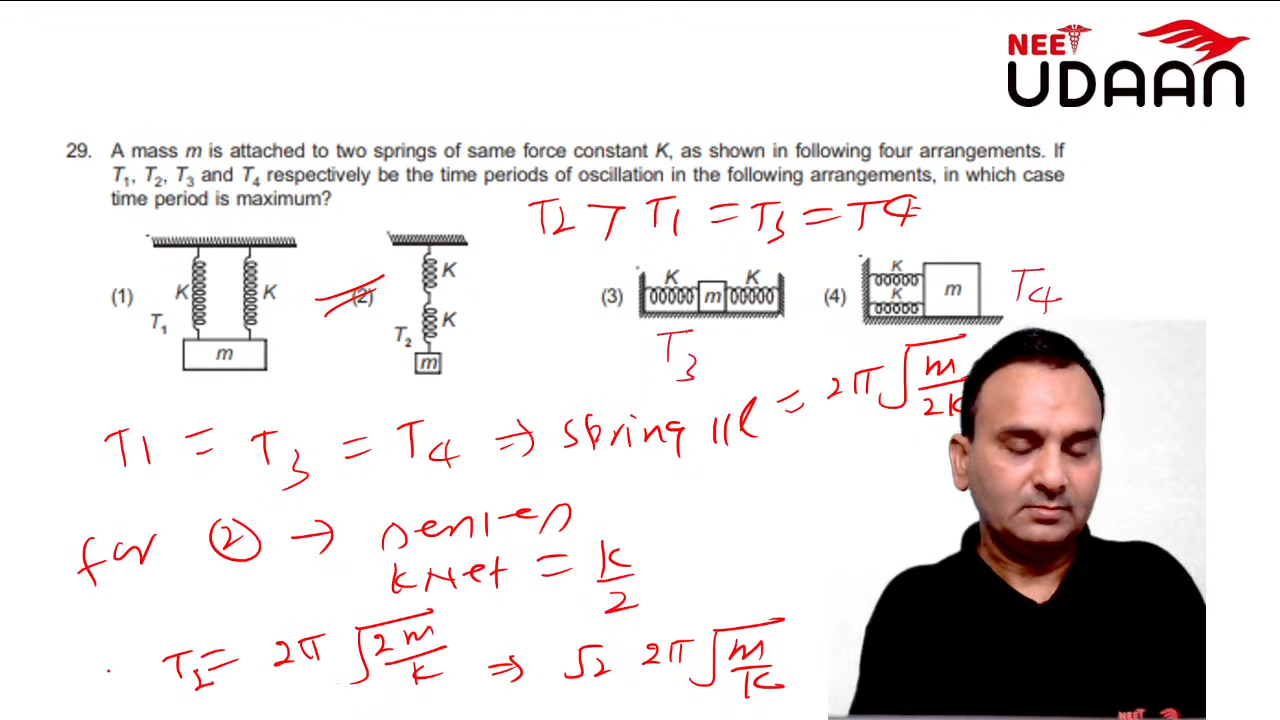 NEET
UDAAN
29. A mass m is attached to two springs of same force constant K, as shown in following four arrangements. If
T₁, T₂, T₃ and T₄ respectively be the time periods of oscillation in the following arrangements, in which case
time period is maximum?
T2 > T1 = T3 = T4
(1) K K T₁ m
(2) K K T₂ m
(3) K m K T3
(4) K K m T4
T1 = T3 = T4 ⇒ spring 11l = 2π √m/2K
for ② → series
kNet = k/2
T2 = 2π √2m/k ⇒ √2 2π √m/K
NEET